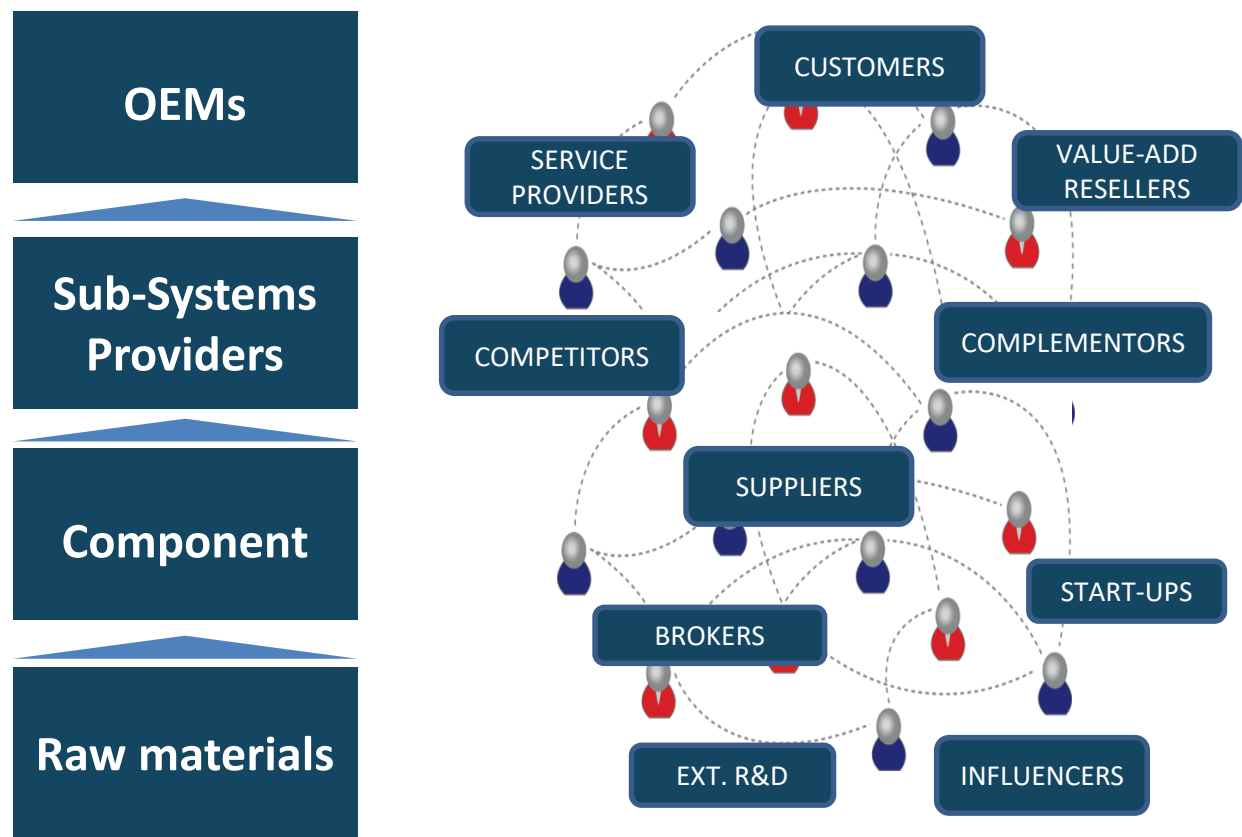 OEMs
Sub-Systems
Providers
Component
Raw materials
CUSTOMERS
SERVICE
PROVIDERS
VALUE-ADD
RESELLERS
COMPETITORS
COMPLEMENTORS
SUPPLIERS
START-UPS
BROKERS
EXT. R&D
INFLUENCERS